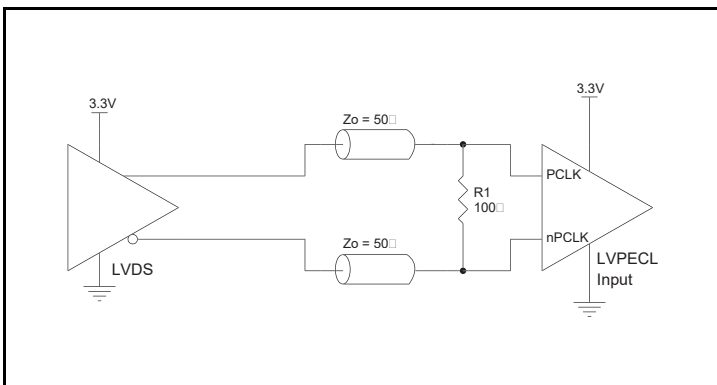 3.3V
3.3V
Zo = 50□
PCLK
R1
100□
Zo = 50□
nPCLK
LVDS
LVPECL
Input